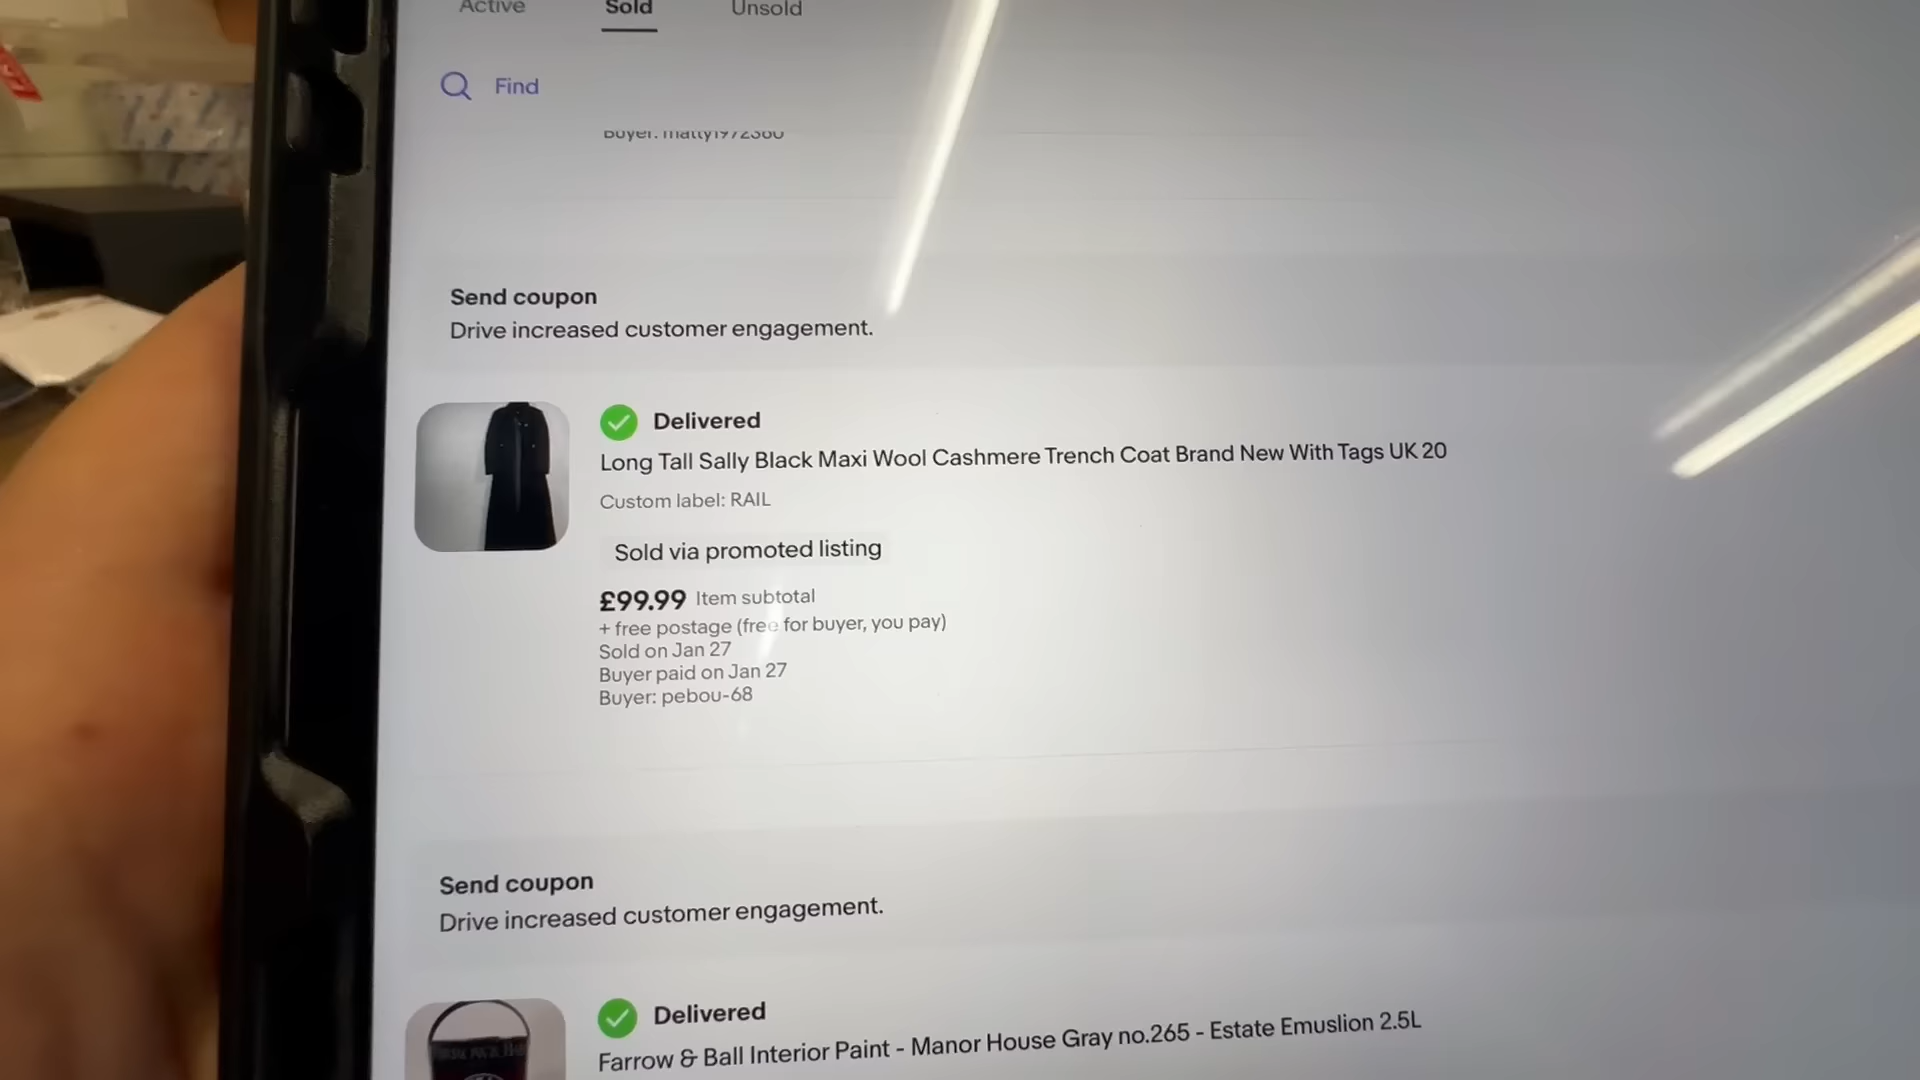 Active Sold Unsold
Find
Buyer: matty1972360
Send coupon
Drive increased customer engagement.
Delivered
Long Tall Sally Black Maxi Wool Cashmere Trench Coat Brand New With Tags UK 20
Custom label: RAIL
Sold via promoted listing
£99.99 Item subtotal
+ free postage (free for buyer, you pay)
Sold on Jan 27
Buyer paid on Jan 27
Buyer: pebou-68
Send coupon
Drive increased customer engagement.
Delivered
Farrow & Ball Interior Paint - Manor House Gray no.265 - Estate Emuslion 2.5L